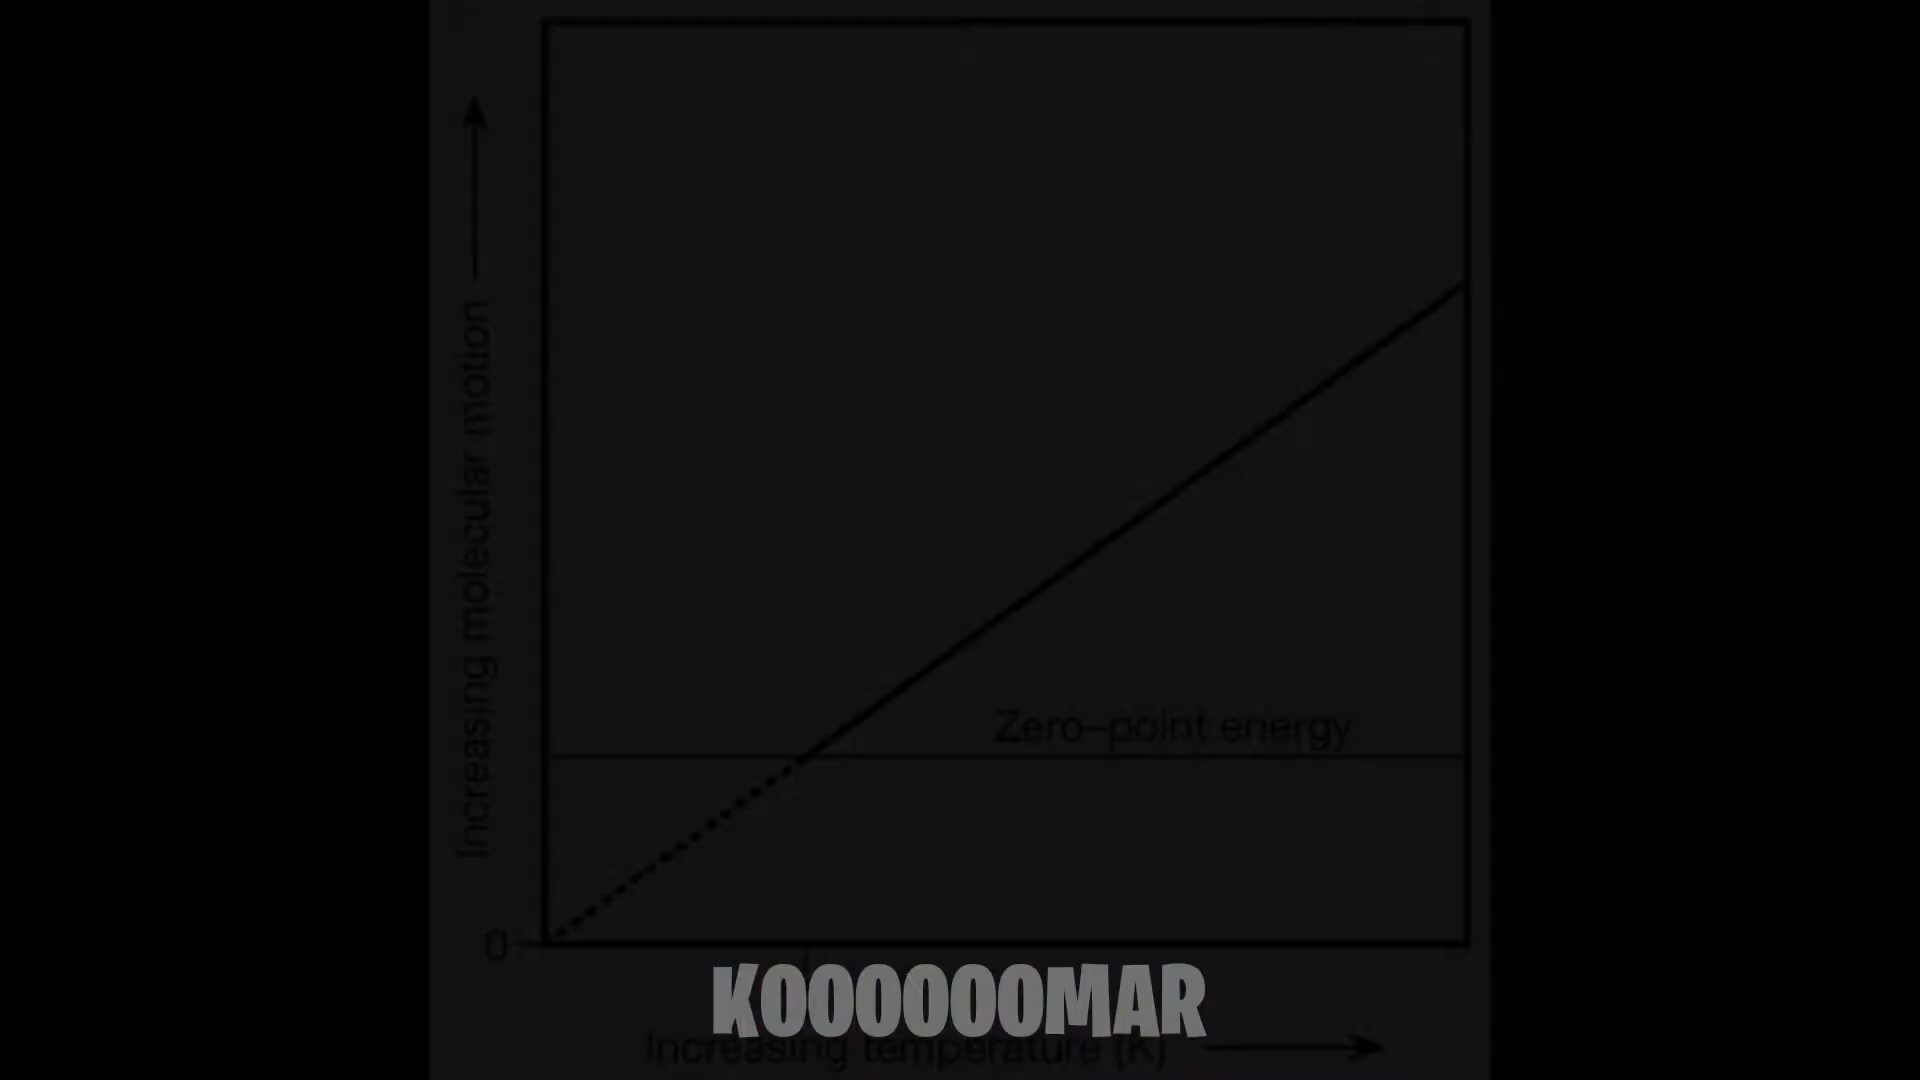 Increasing molecular motion
Zero–point energy
0
KOOOOOOMAR
Increasing temperature (K)